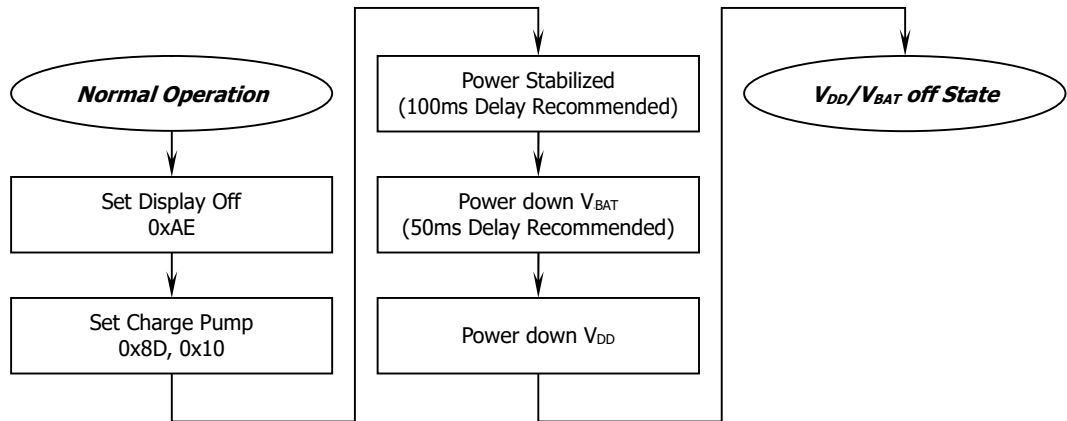 Normal Operation
Set Display Off
0xAE
Set Charge Pump
0x8D, 0x10
Power Stabilized
(100ms Delay Recommended)
Power down VBAT
(50ms Delay Recommended)
Power down VDD
VDD/VBAT off State